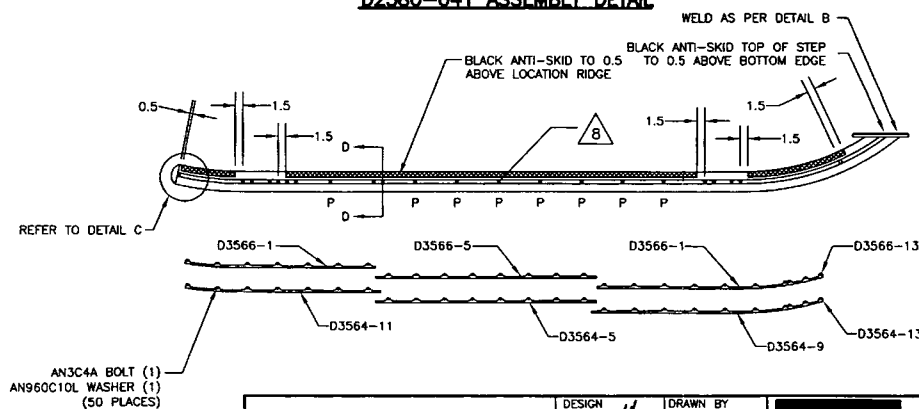 D2580-041 ASSEMBLY DETAIL
WELD AS PER DETAIL B
BLACK ANTI-SKID TO 0.5
ABOVE LOCATION RIDGE
BLACK ANTI-SKID TOP OF STEP
TO 0.5 ABOVE BOTTOM EDGE
0.5
1.5
1.5
1.5
1.5
1.5
8
D
D
P P P P P P P P
REFER TO DETAIL C
D3566-1
D3566-5
D3566-1
D3566-13
D3564-11
D3564-5
D3564-9
D3564-13
AN3C4A BOLT (1)
AN960C10L WASHER (1)
(50 PLACES)
DESIGN
DRAWN BY